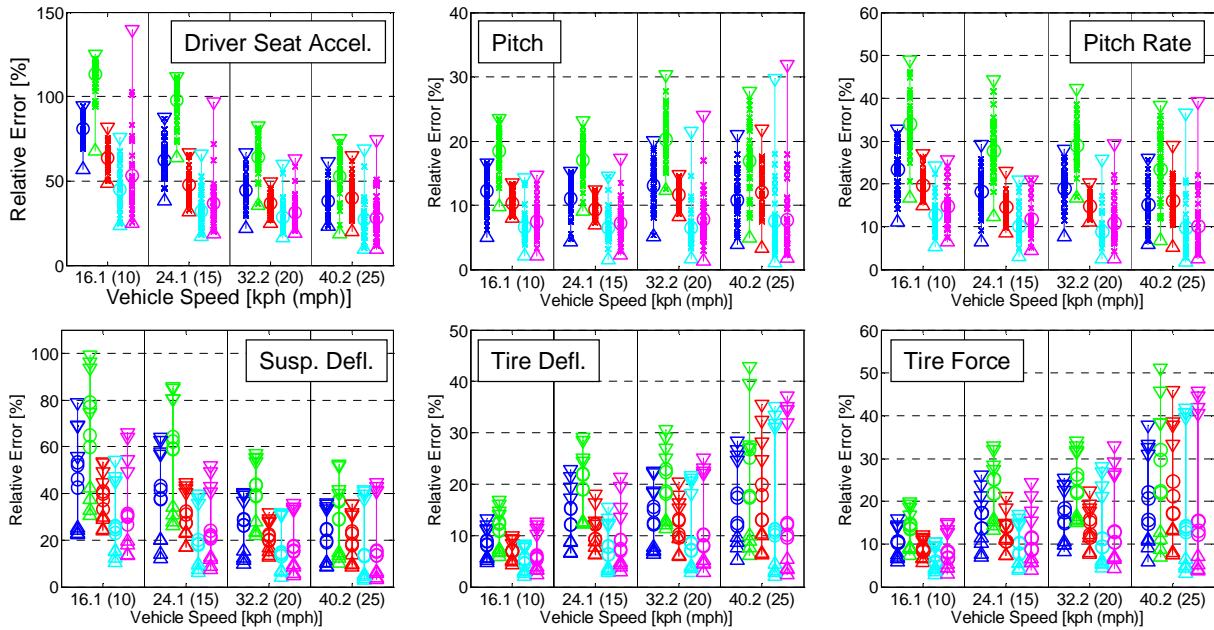 Driver Seat Accel.
Relative Error [%]
150
100
50
0
16.1 (10) 24.1 (15) 32.2 (20) 40.2 (25)
Vehicle Speed [kph (mph)]
Pitch
Relative Error [%]
40
30
20
10
0
16.1 (10) 24.1 (15) 32.2 (20) 40.2 (25)
Vehicle Speed [kph (mph)]
Pitch Rate
Relative Error [%]
60
50
40
30
20
10
0
16.1 (10) 24.1 (15) 32.2 (20) 40.2 (25)
Vehicle Speed [kph (mph)]
Susp. Defl.
Relative Error [%]
100
80
60
40
20
0
16.1 (10) 24.1 (15) 32.2 (20) 40.2 (25)
Vehicle Speed [kph (mph)]
Tire Defl.
Relative Error [%]
50
40
30
20
10
0
16.1 (10) 24.1 (15) 32.2 (20) 40.2 (25)
Vehicle Speed [kph (mph)]
Tire Force
Relative Error [%]
60
50
40
30
20
10
0
16.1 (10) 24.1 (15) 32.2 (20) 40.2 (25)
Vehicle Speed [kph (mph)]